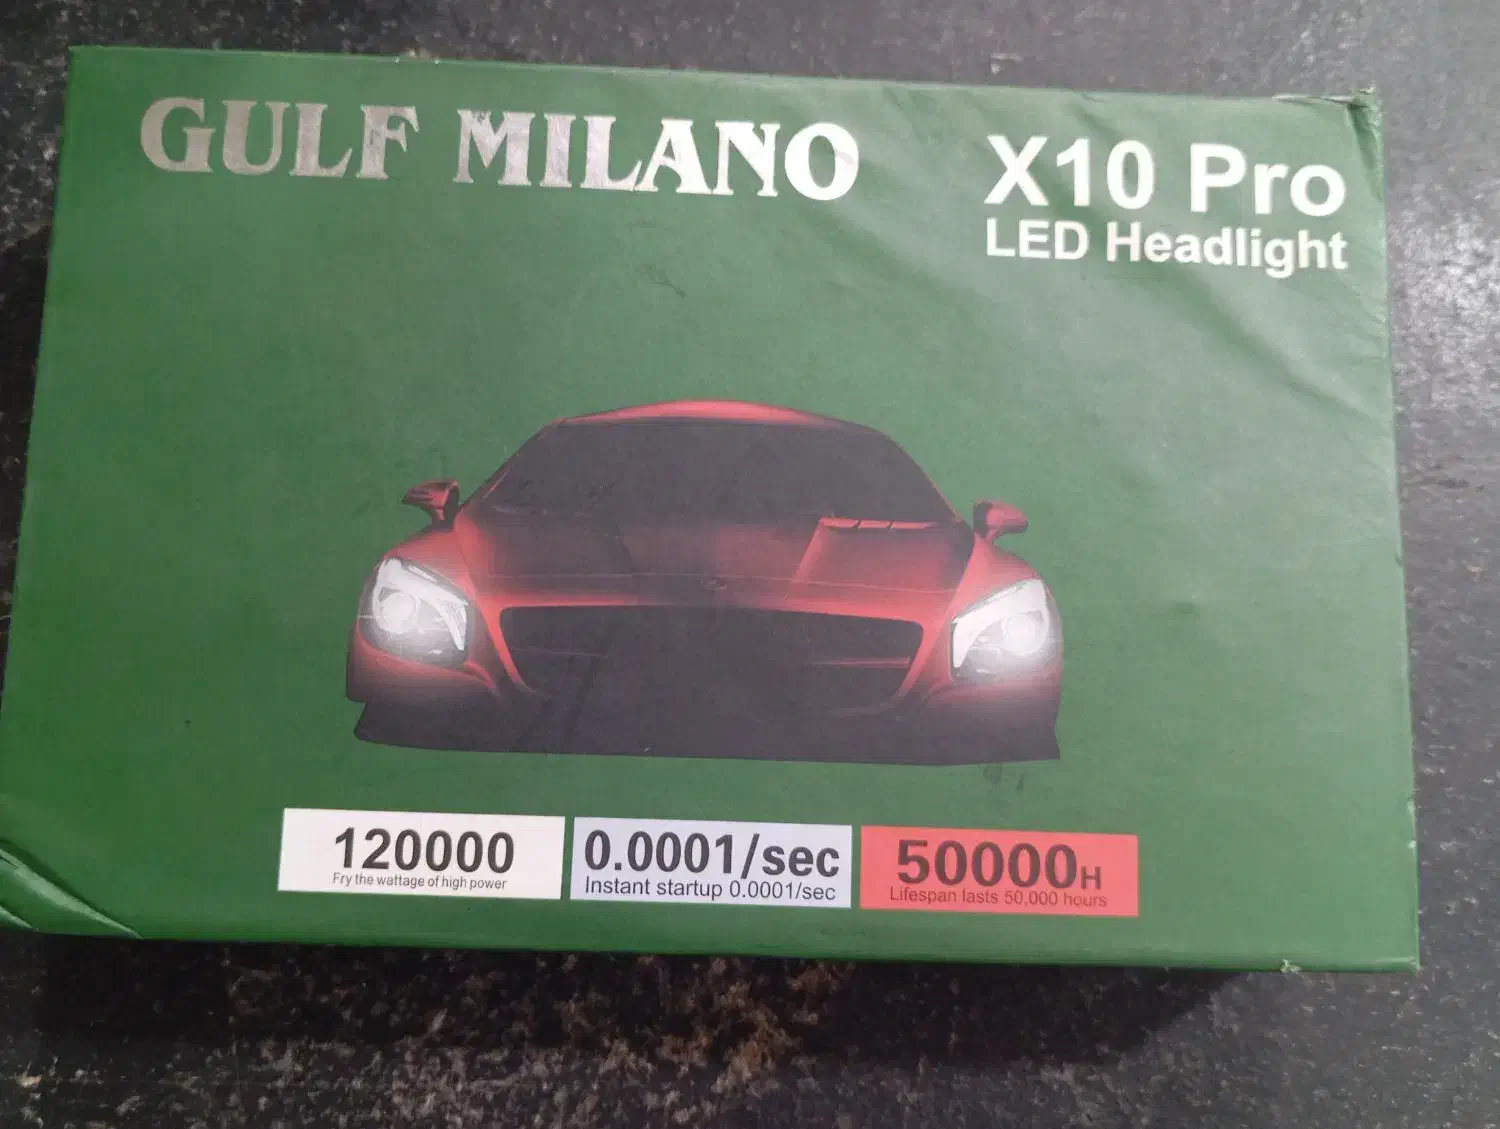 GULF MILANO
X10 Pro
LED Headlight
120000
Fry the wattage of high power
0.0001/sec
Instant startup 0.0001/sec
50000H
Lifespan lasts 50,000 hours